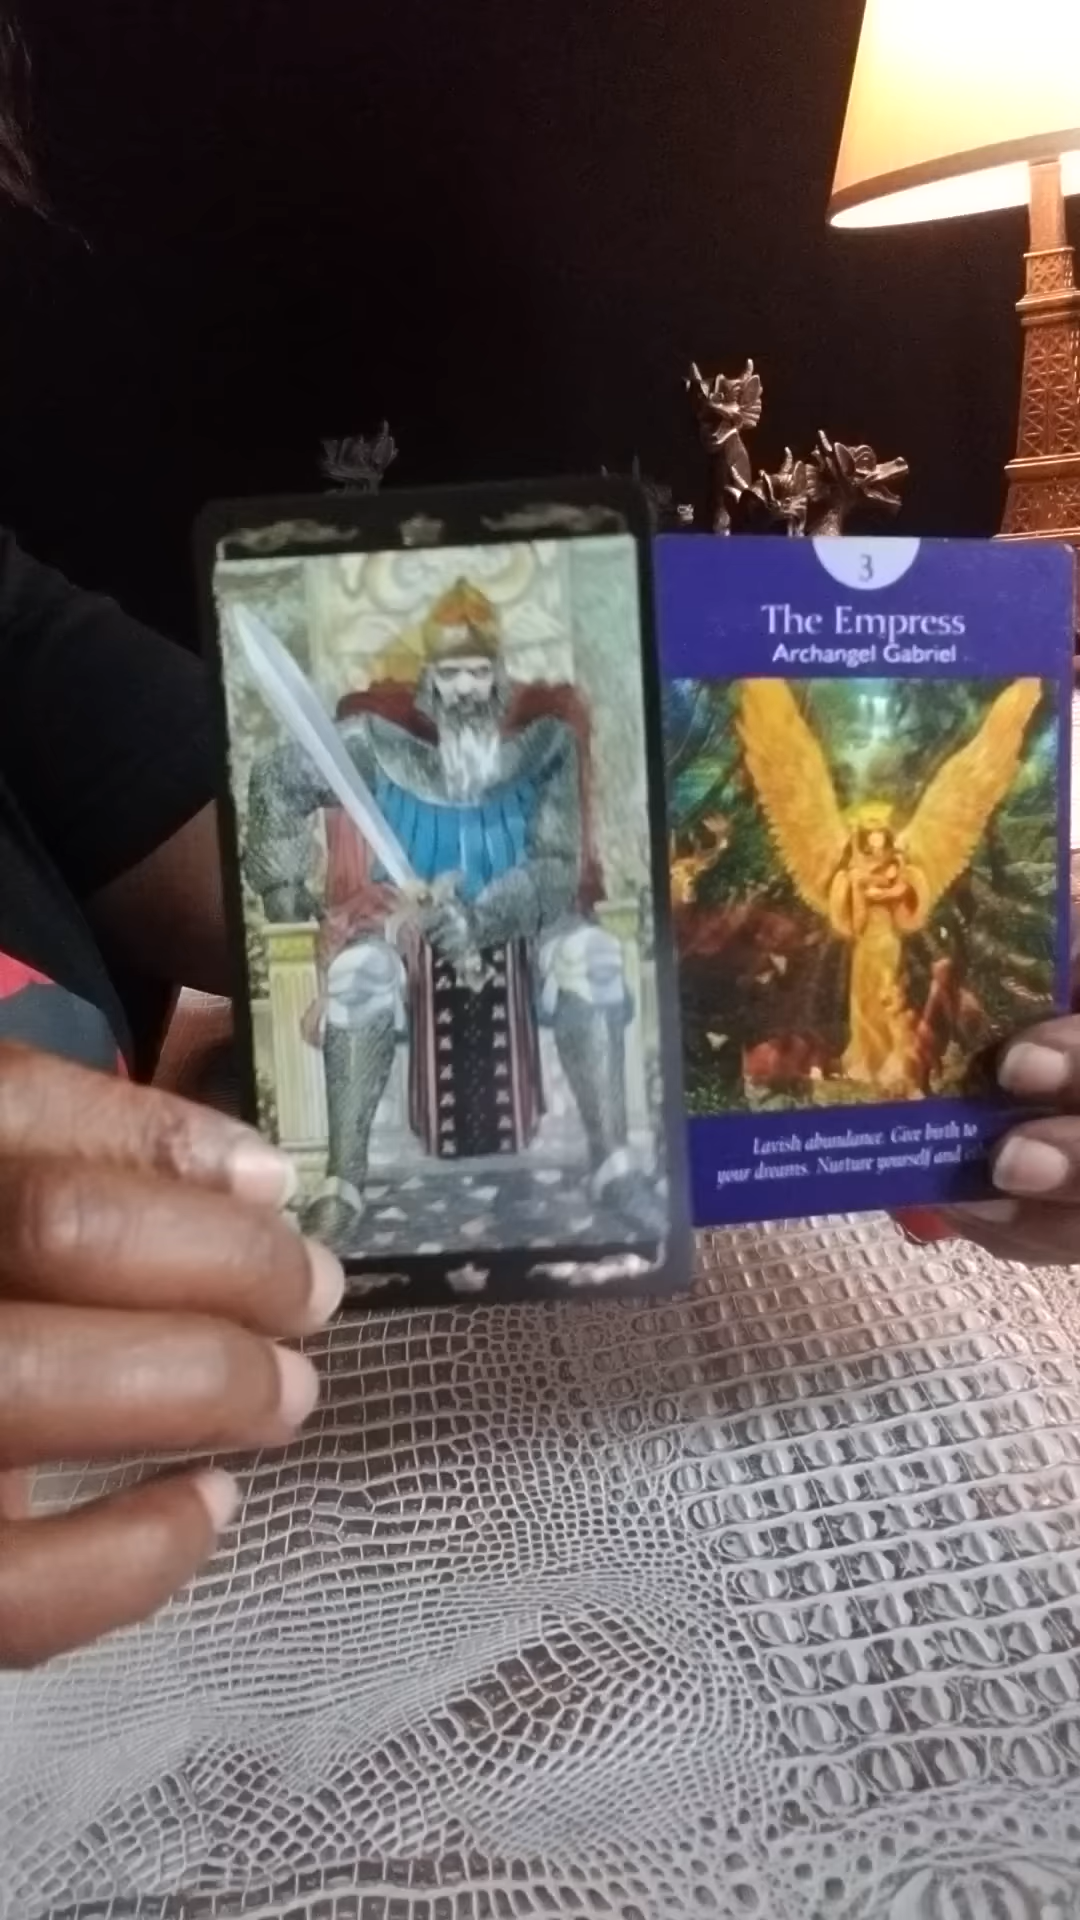 3
The Empress
Archangel Gabriel
Lavish abundance. Give birth to
your dreams. Nurture yourself and